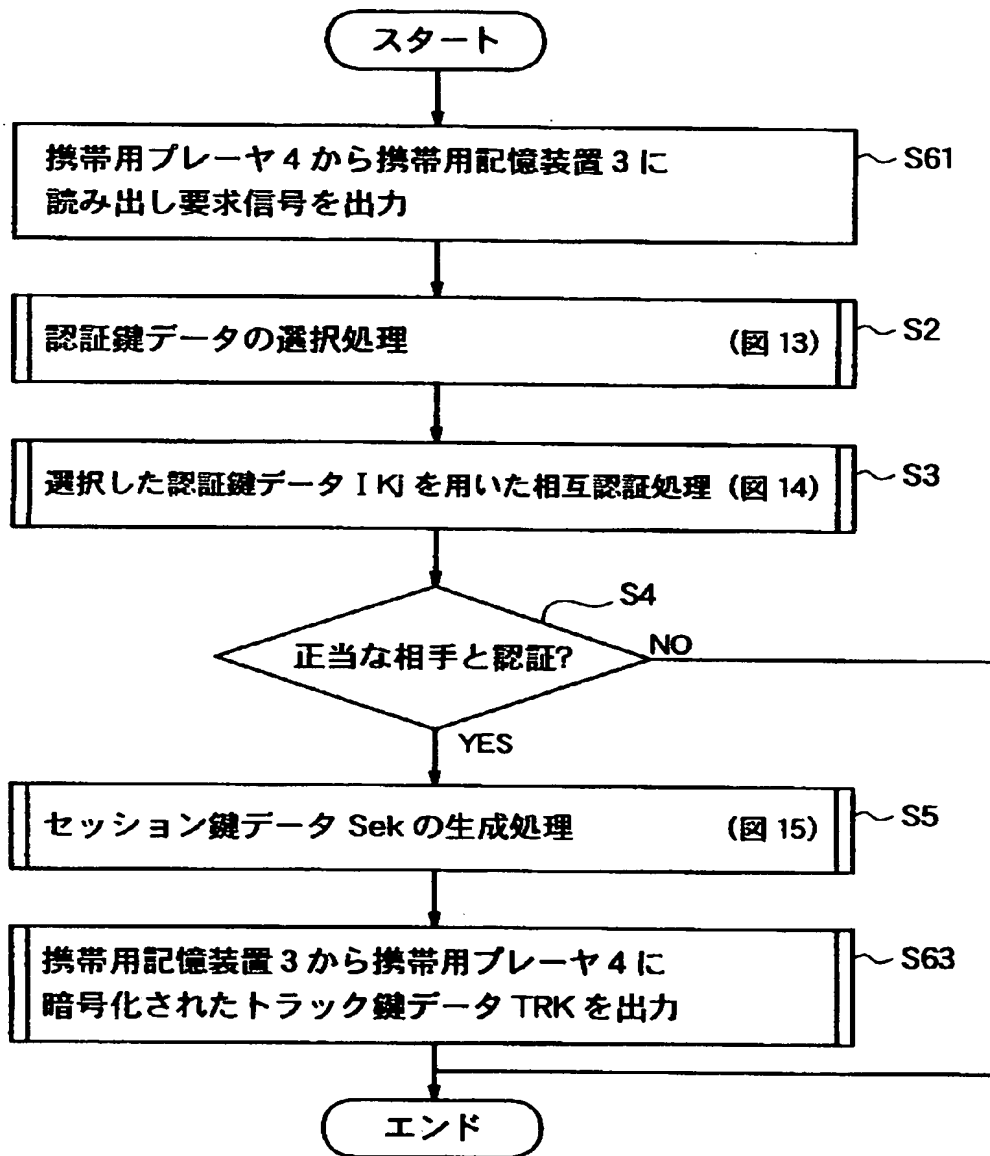 スタート
携帯用プレーヤ4から携帯用記憶装置3に
読み出し要求信号を出力
S61
認証鍵データの選択処理 (図13)
S2
選択した認証鍵データIKjを用いた相互認証処理 (図14)
S3
S4
正当な相手と認証?
NO
YES
セッション鍵データSekの生成処理 (図15)
S5
携帯用記憶装置3から携帯用プレーヤ4に
暗号化されたトラック鍵データTRKを出力
S63
エンド